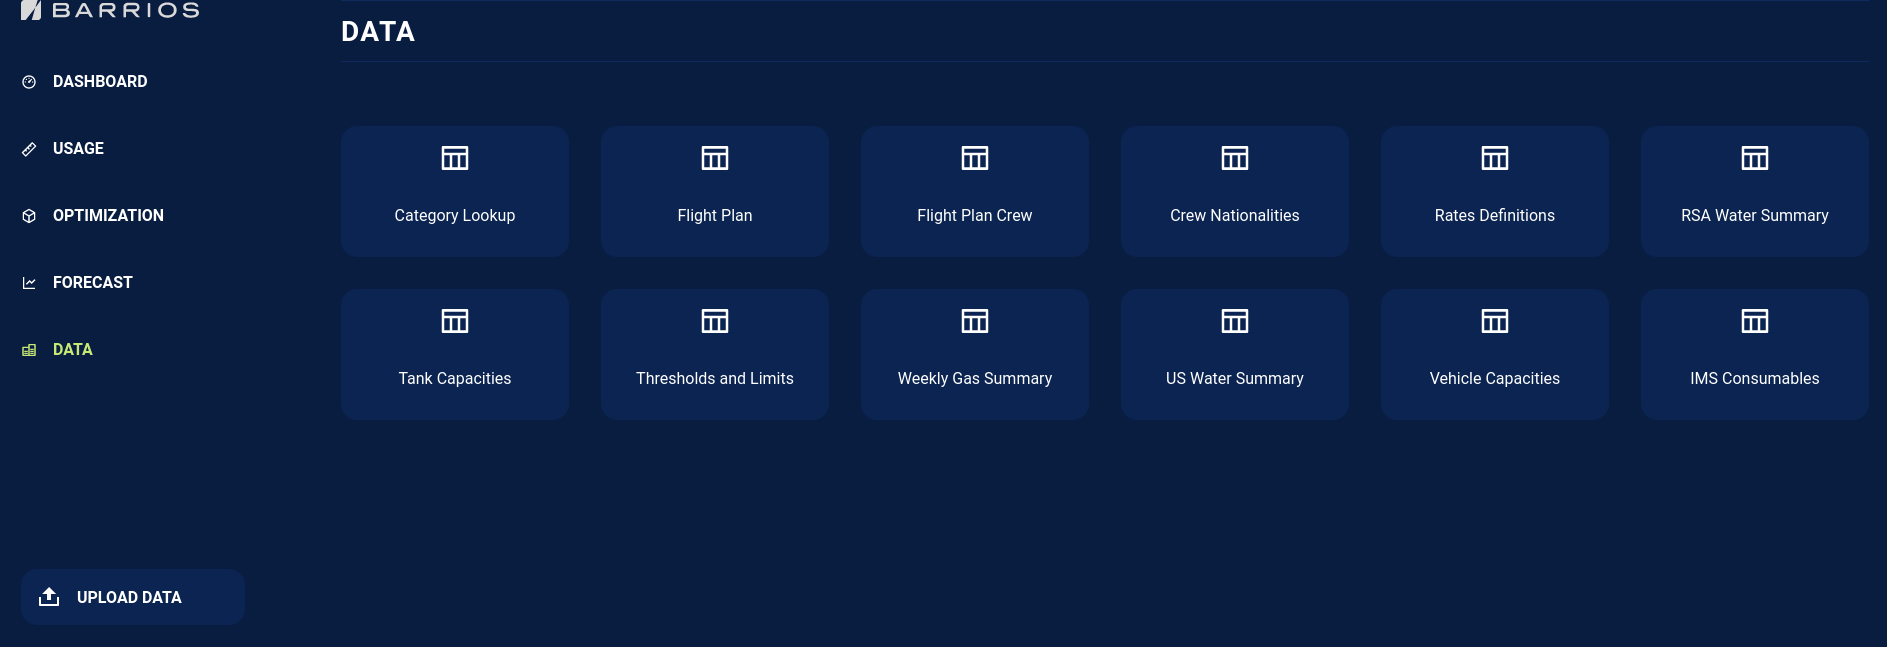 BARRIOS
DASHBOARD
USAGE
OPTIMIZATION
FORECAST
DATA
UPLOAD DATA
DATA
Category Lookup
Flight Plan
Flight Plan Crew
Crew Nationalities
Rates Definitions
RSA Water Summary
Tank Capacities
Thresholds and Limits
Weekly Gas Summary
US Water Summary
Vehicle Capacities
IMS Consumables